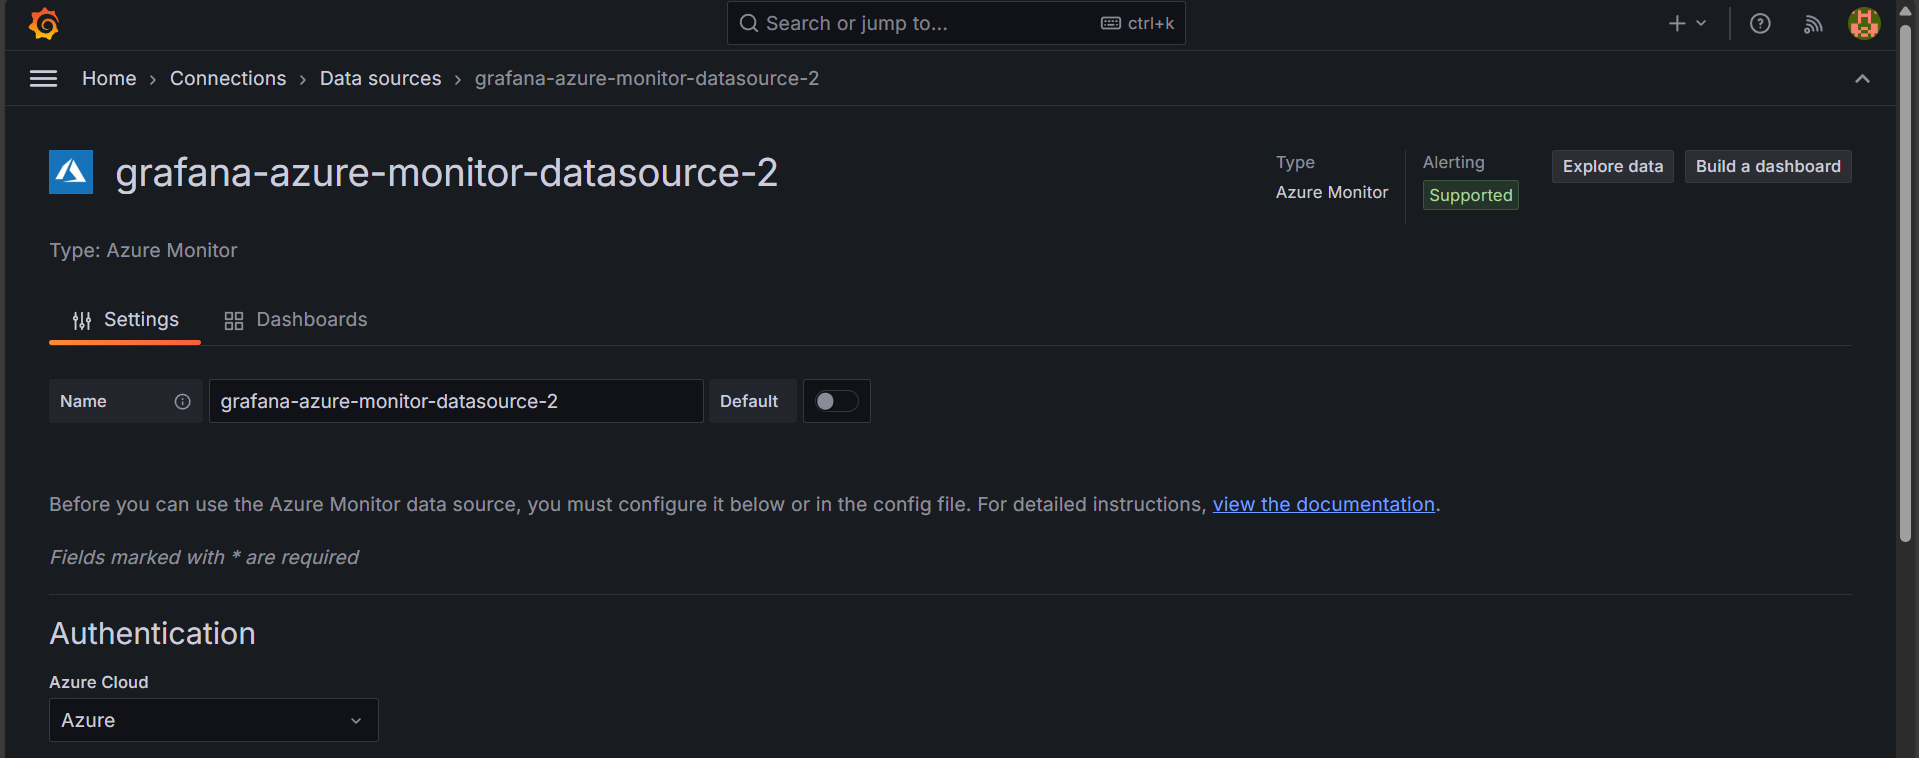 Search or jump to... ctrl+k
Home › Connections › Data sources › grafana-azure-monitor-datasource-2
grafana-azure-monitor-datasource-2
Type
Azure Monitor
Alerting
Supported
Explore data
Build a dashboard
Type: Azure Monitor
Settings
Dashboards
Name
grafana-azure-monitor-datasource-2
Default
Before you can use the Azure Monitor data source, you must configure it below or in the config file. For detailed instructions, view the documentation.
Fields marked with * are required
Authentication
Azure Cloud
Azure